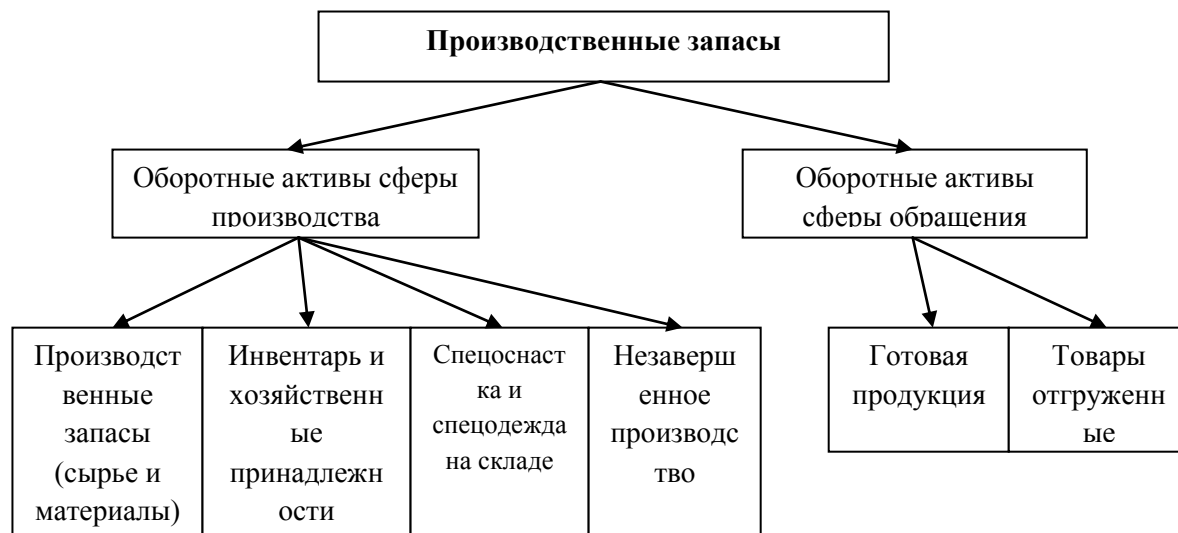 Производственные запасы
Оборотные активы сферы
производства
Оборотные активы
сферы обращения
Производст
венные
запасы
(сырье и
материалы)
Инвентарь и
хозяйственн
ые
принадлежн
ости
Спецоснаст
ка и
спецодежда
на складе
Незаверш
енное
производс
тво
Готовая
продукция
Товары
отгруженн
ые